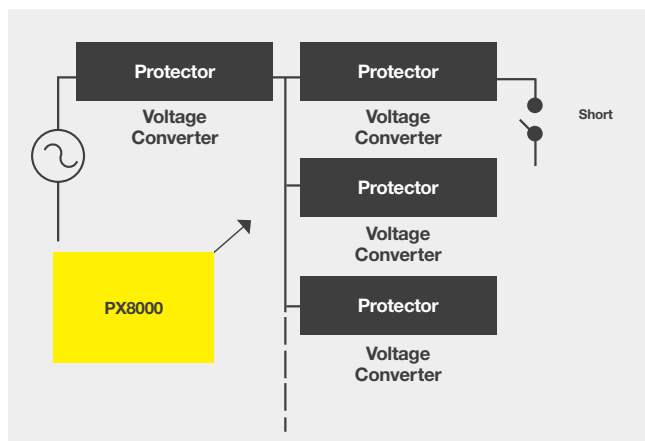 Protector
Voltage
Converter
Protector
Voltage
Converter
Short
Protector
Voltage
Converter
PX8000
Protector
Voltage
Converter